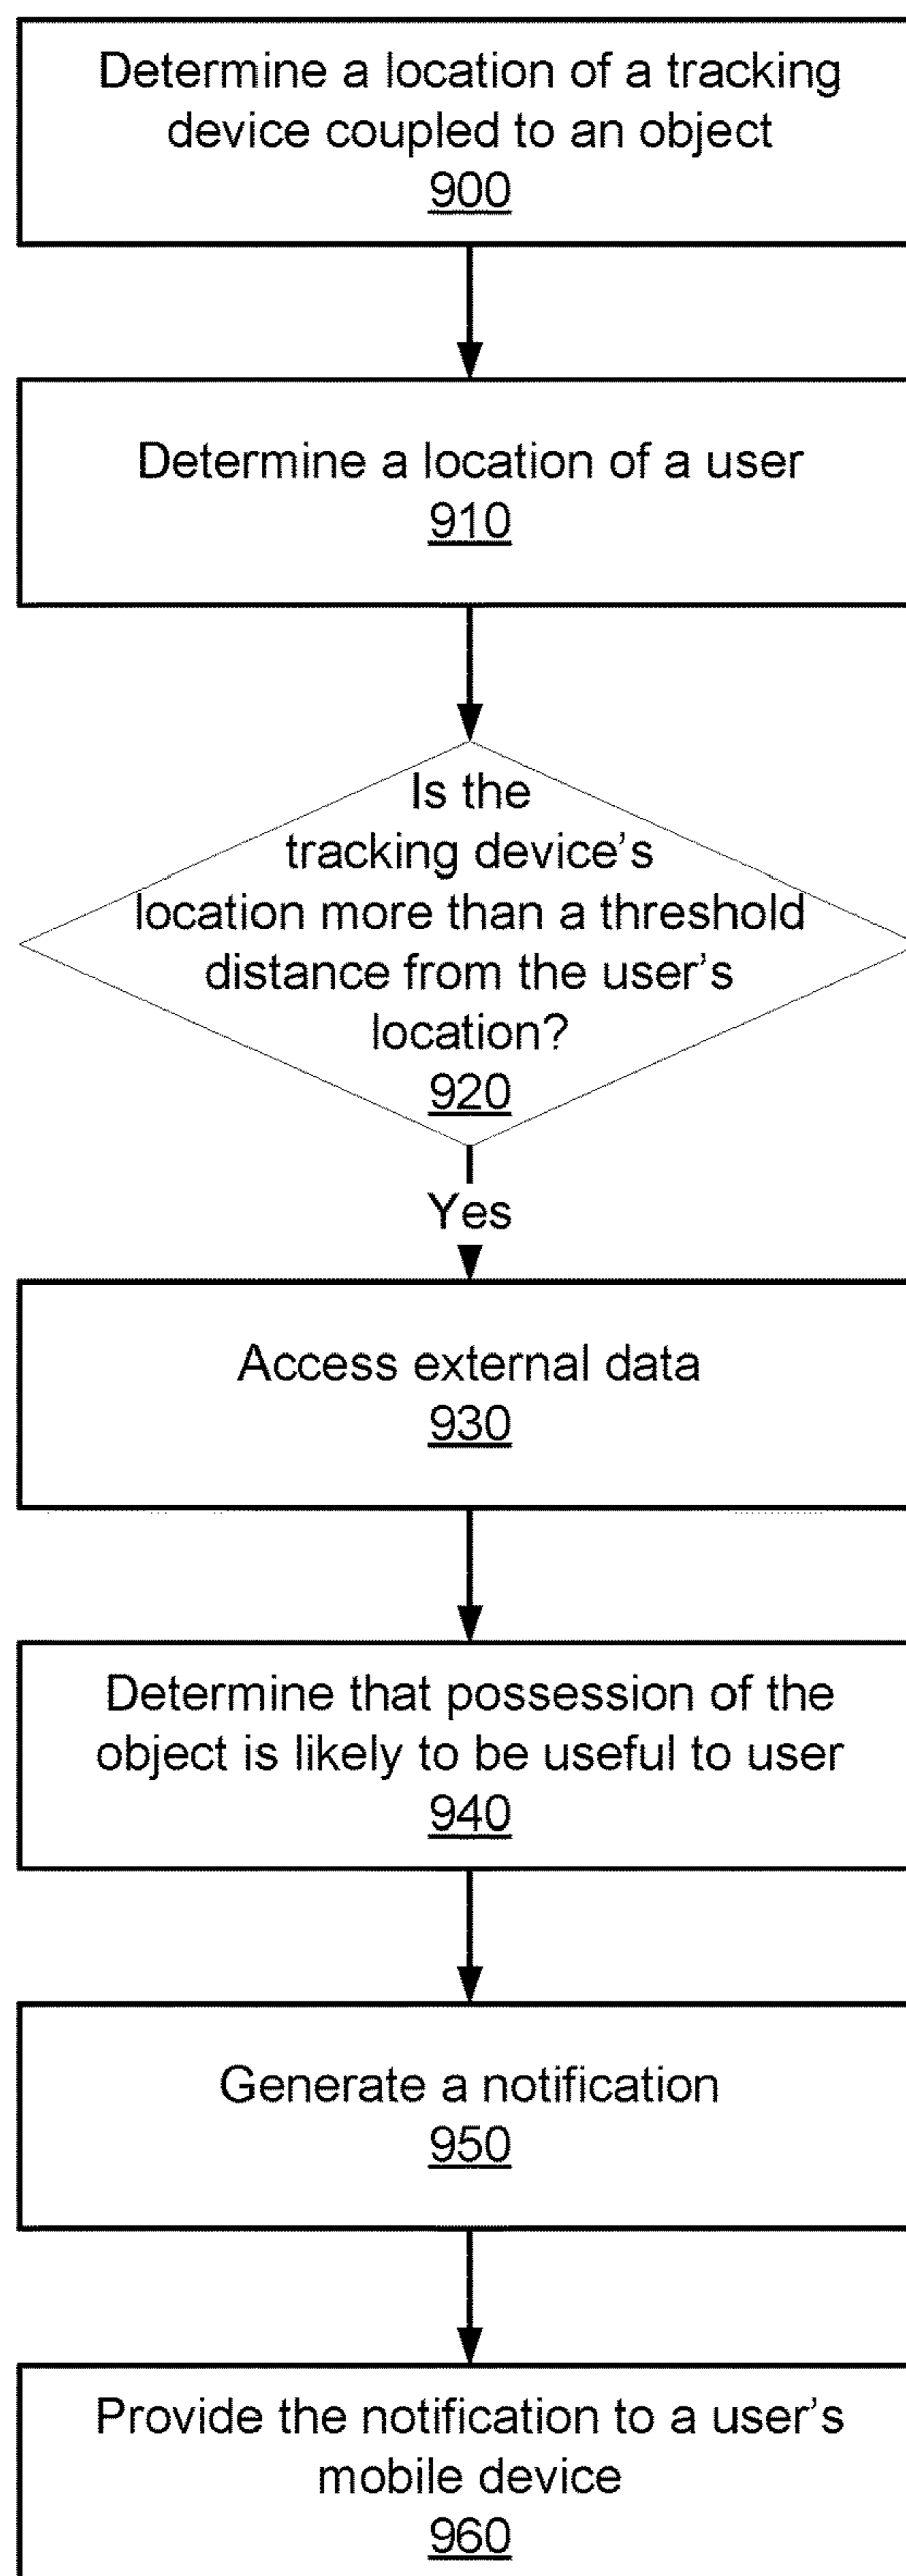 Determine a location of a tracking
device coupled to an object
900
Determine a location of a user
910
Is the
tracking device's
location more than a threshold
distance from the user's
location?
920
Yes
Access external data
930
Determine that possession of the
object is likely to be useful to user
940
Generate a notification
950
Provide the notification to a user's
mobile device
960